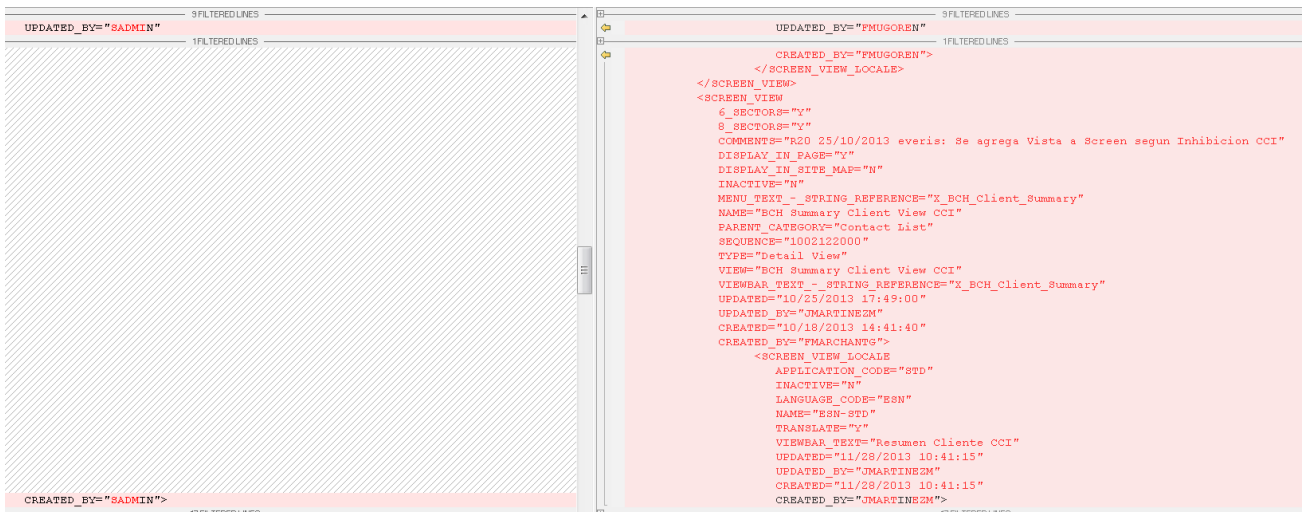 9 FILTERED LINES
UPDATED_BY="SADMIN"
1 FILTERED LINES
CREATED_BY="SADMIN">
9 FILTERED LINES
UPDATED_BY="FMUGOREN"
1 FILTERED LINES
CREATED_BY="FMUGOREN">
</SCREEN_VIEW_LOCALE>
</SCREEN_VIEW>
<SCREEN_VIEW
6_SECTORS="Y"
8_SECTORS="Y"
COMMENTS="R20 25/10/2013 everis: Se agrega Vista a Screen segun Inhibicion CCI"
DISPLAY_IN_PAGE="Y"
DISPLAY_IN_SITE_MAP="N"
INACTIVE="N"
MENU_TEXT_-_STRING_REFERENCE="X_BCH_Client_Summary"
NAME="BCH Summary Client View CCI"
PARENT_CATEGORY="Contact List"
SEQUENCE="1002122000"
TYPE="Detail View"
VIEW="BCH Summary Client View CCI"
VIEWBAR_TEXT_-_STRING_REFERENCE="X_BCH_Client_Summary"
UPDATED="10/25/2013 17:49:00"
UPDATED_BY="JMARTINEZM"
CREATED="10/18/2013 14:41:40"
CREATED_BY="FMARCHANTG">
<SCREEN_VIEW_LOCALE
APPLICATION_CODE="STD"
INACTIVE="N"
LANGUAGE_CODE="ESN"
NAME="ESN-STD"
TRANSLATE="Y"
VIEWBAR_TEXT="Resumen Cliente CCI"
UPDATED="11/28/2013 10:41:15"
UPDATED_BY="JMARTINEZM"
CREATED="11/28/2013 10:41:15"
CREATED_BY="JMARTINEZM">